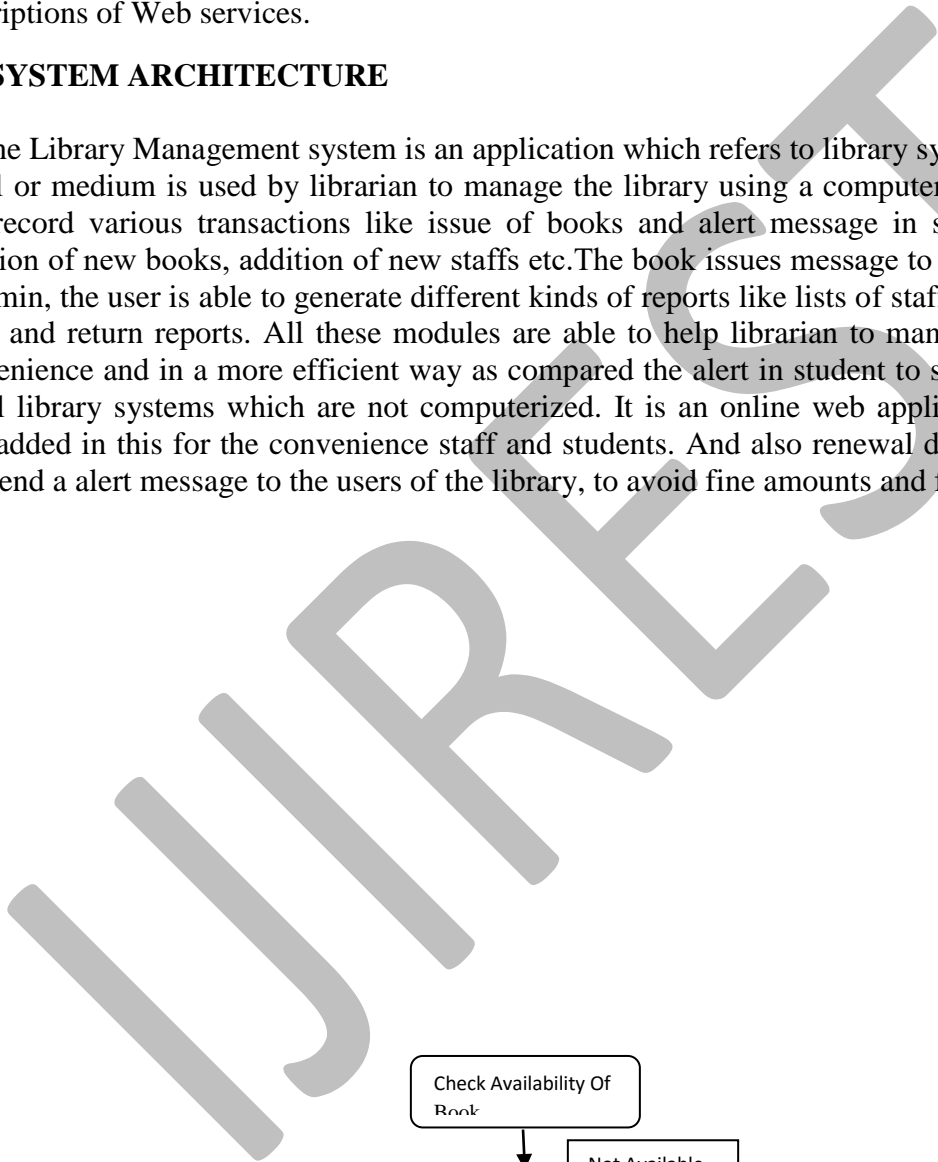 riptions of Web services.
SYSTEM ARCHITECTURE
ne Library Management system is an application which refers to library sy
l or medium is used by librarian to manage the library using a computer
record various transactions like issue of books and alert message in s
ion of new books, addition of new staffs etc.The book issues message to
min, the user is able to generate different kinds of reports like lists of staf
and return reports. All these modules are able to help librarian to man
enience and in a more efficient way as compared the alert in student to s
l library systems which are not computerized. It is an online web appli
added in this for the convenience staff and students. And also renewal d
end a alert message to the users of the library, to avoid fine amounts and f
IJIREST
Check Availability Of
Book
Not Available